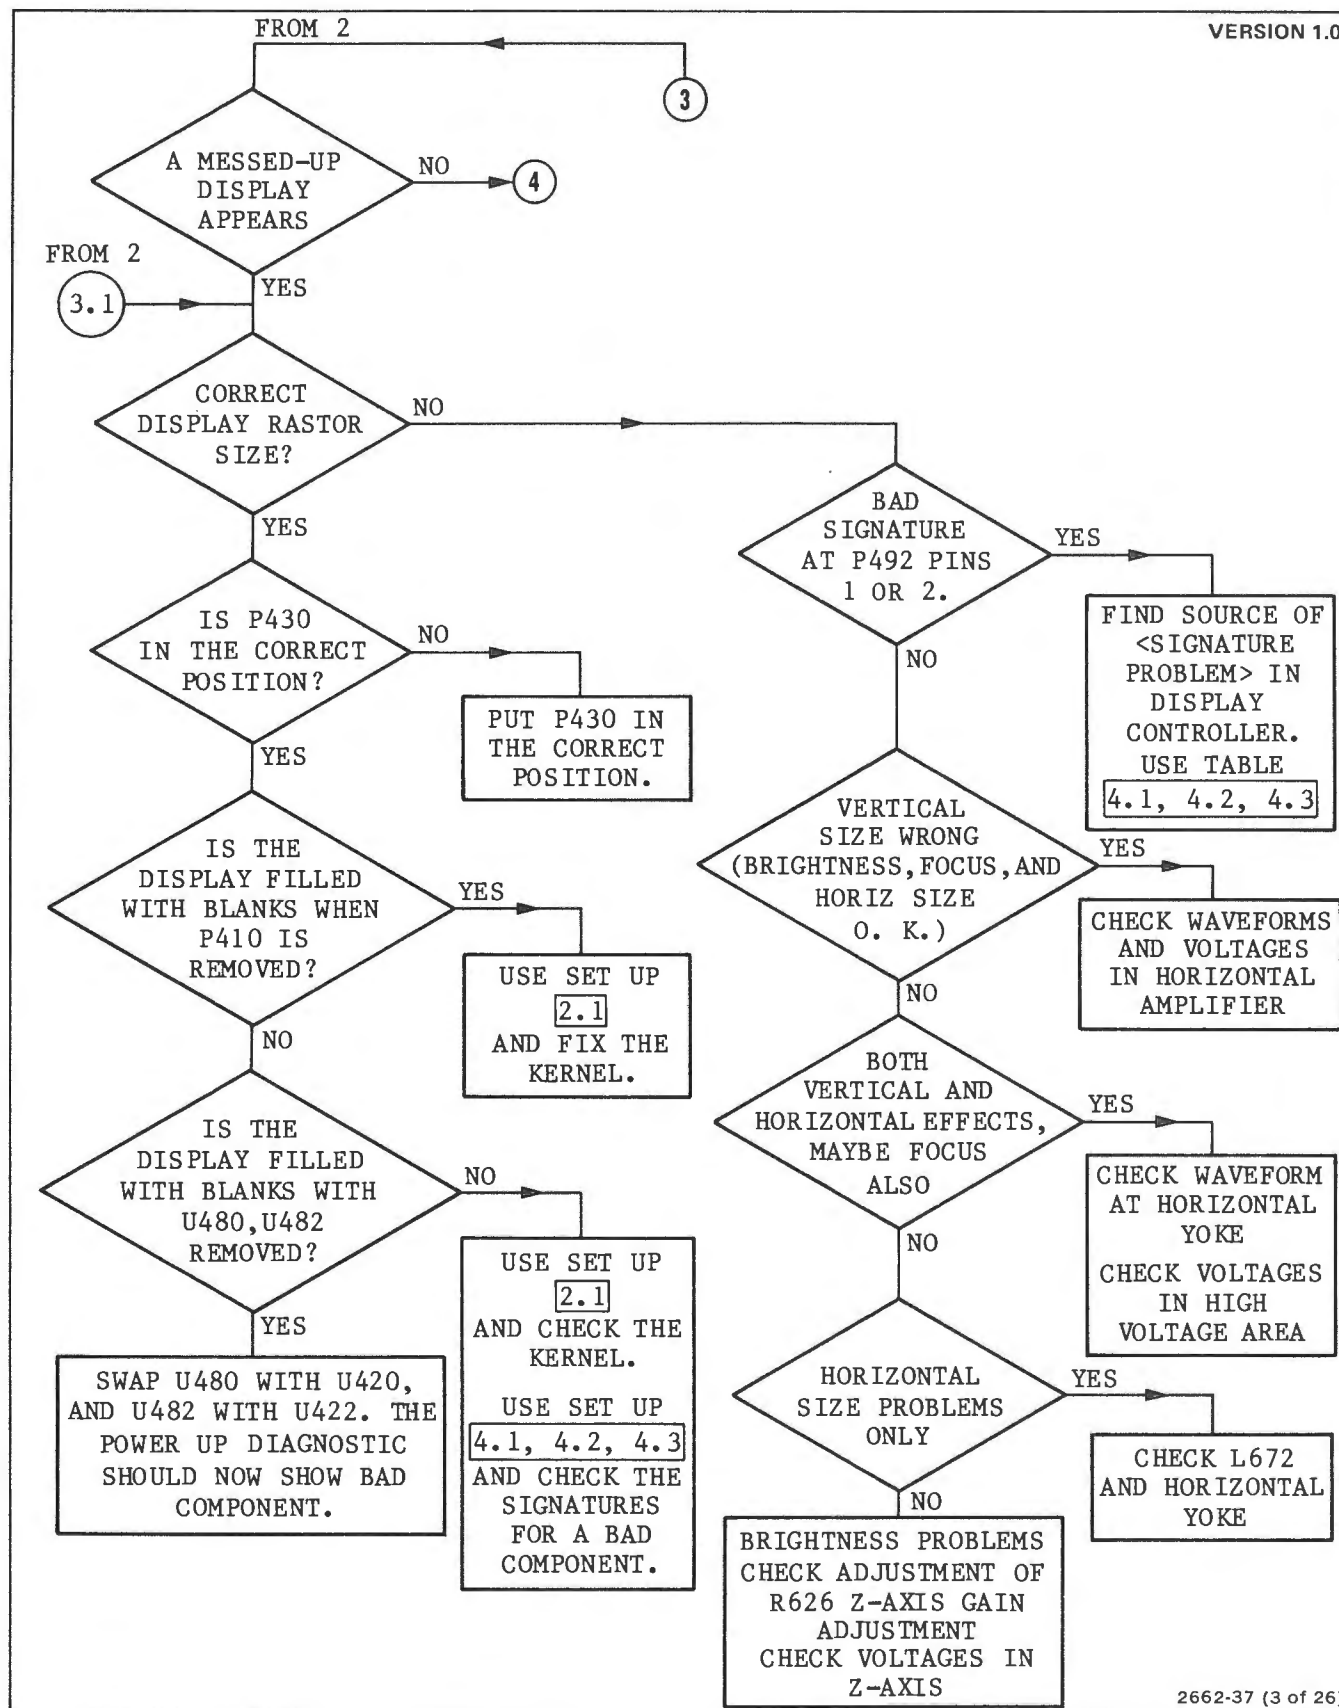 FROM 2
VERSION 1.0
3
A MESSED-UP
DISPLAY
APPEARS
NO
4
FROM 2
3.1
YES
CORRECT
DISPLAY RASTOR
SIZE?
NO
YES
BAD
SIGNATURE
AT P492 PINS
1 OR 2.
YES
NO
FIND SOURCE OF
<SIGNATURE
PROBLEM> IN
DISPLAY
CONTROLLER.
USE TABLE
4.1, 4.2, 4.3
IS P430
IN THE CORRECT
POSITION?
NO
YES
PUT P430 IN
THE CORRECT
POSITION.
VERTICAL
SIZE WRONG
(BRIGHTNESS, FOCUS, AND
HORIZ SIZE
O. K.)
YES
NO
CHECK WAVEFORMS
AND VOLTAGES
IN HORIZONTAL
AMPLIFIER
IS THE
DISPLAY FILLED
WITH BLANKS WHEN
P410 IS
REMOVED?
YES
NO
USE SET UP
2.1
AND FIX THE
KERNEL.
BOTH
VERTICAL AND
HORIZONTAL EFFECTS,
MAYBE FOCUS
ALSO
YES
NO
CHECK WAVEFORM
AT HORIZONTAL
YOKE
CHECK VOLTAGES
IN HIGH
VOLTAGE AREA
IS THE
DISPLAY FILLED
WITH BLANKS WITH
U480,U482
REMOVED?
NO
YES
USE SET UP
2.1
AND CHECK THE
KERNEL.
USE SET UP
4.1, 4.2, 4.3
AND CHECK THE
SIGNATURES
FOR A BAD
COMPONENT.
SWAP U480 WITH U420,
AND U482 WITH U422. THE
POWER UP DIAGNOSTIC
SHOULD NOW SHOW BAD
COMPONENT.
HORIZONTAL
SIZE PROBLEMS
ONLY
YES
NO
CHECK L672
AND HORIZONTAL
YOKE
BRIGHTNESS PROBLEMS
CHECK ADJUSTMENT OF
R626 Z-AXIS GAIN
ADJUSTMENT
CHECK VOLTAGES IN
Z-AXIS
2662-37 (3 of 26)